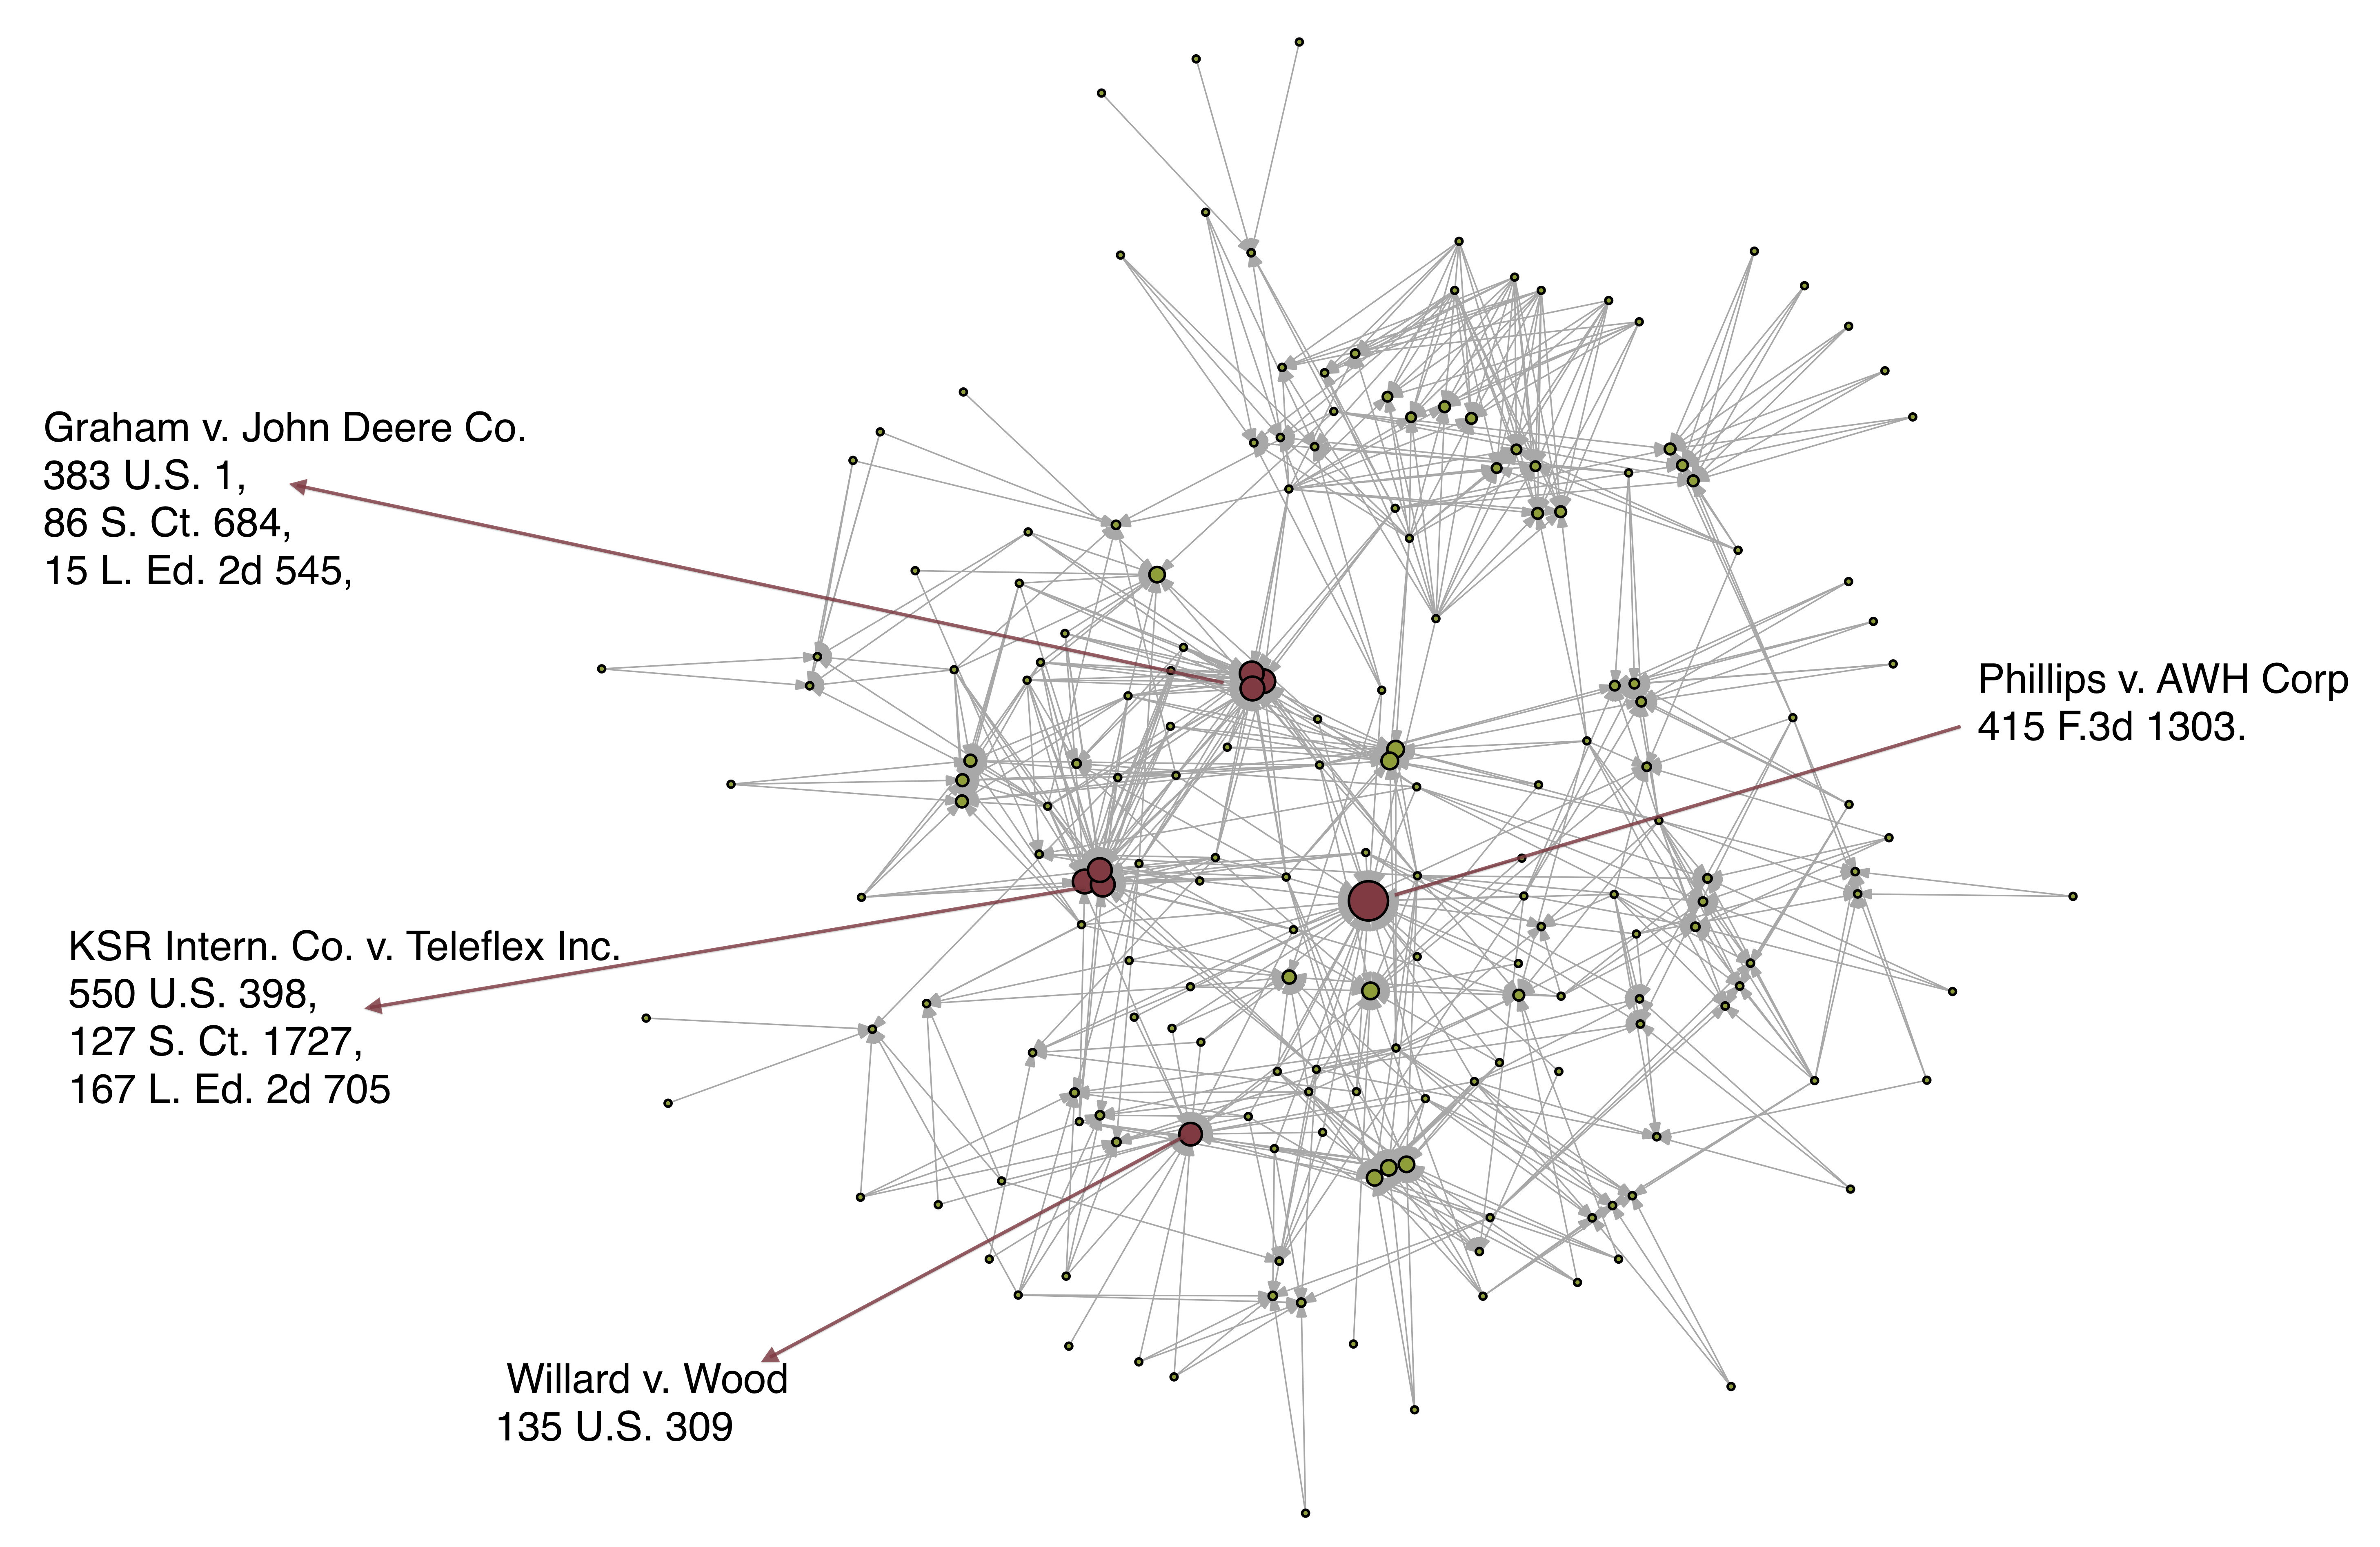 Graham v. John Deere Co.
383 U.S. 1,
86 S. Ct. 684,
15 L. Ed. 2d 545,
Phillips v. AWH Corp
415 F.3d 1303.
KSR Intern. Co. v. Teleflex Inc.
550 U.S. 398,
127 S. Ct. 1727,
167 L. Ed. 2d 705
Willard v. Wood
135 U.S. 309